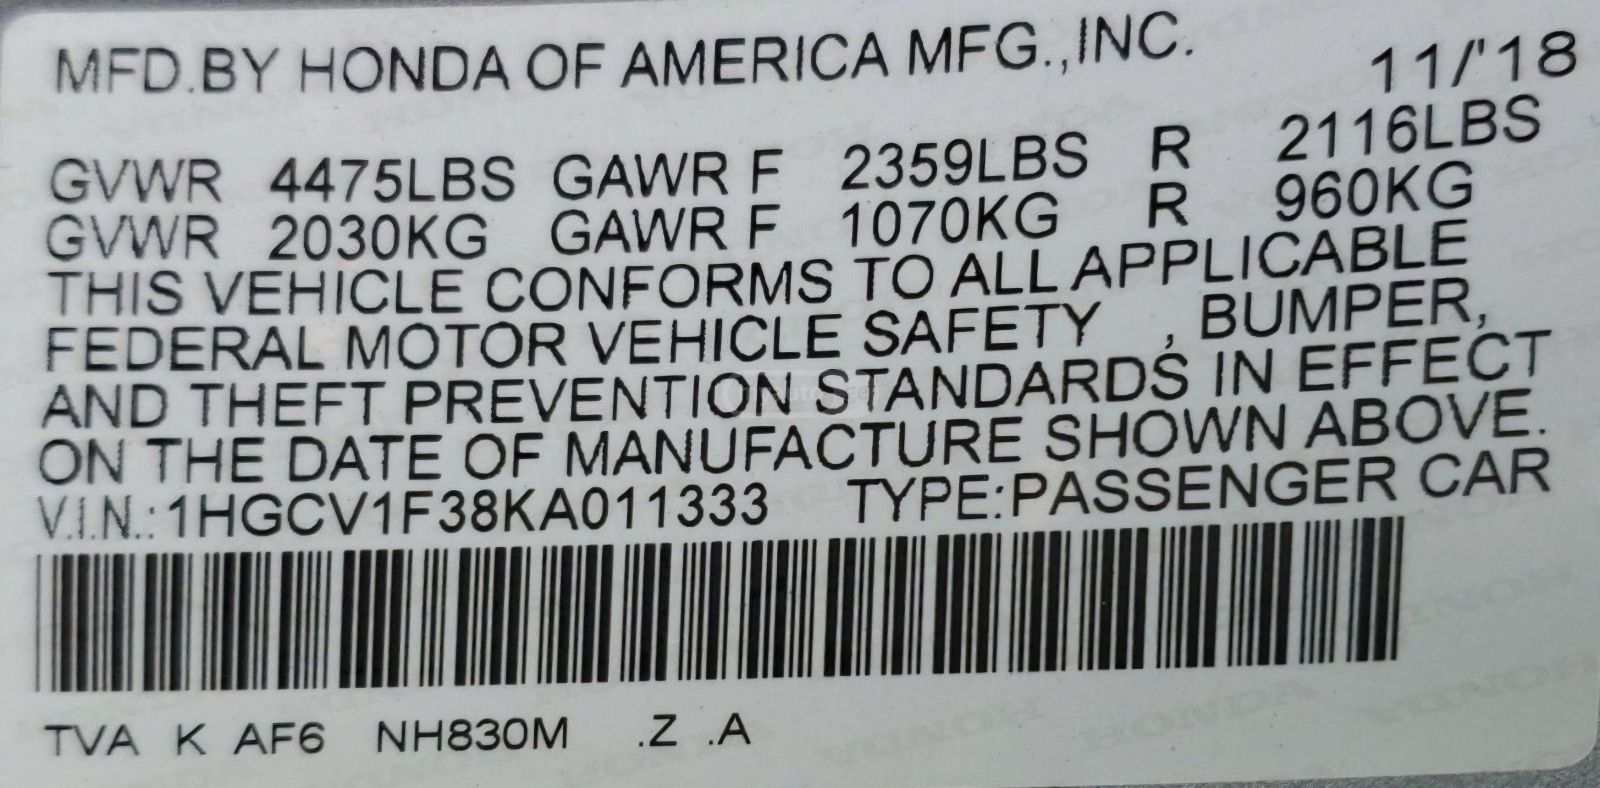 MFD.BY HONDA OF AMERICA MFG.,INC. 11/'18
GVWR 4475LBS GAWR F 2359LBS R 2116LBS
GVWR 2030KG GAWR F 1070KG R 960KG
THIS VEHICLE CONFORMS TO ALL APPLICABLE
FEDERAL MOTOR VEHICLE SAFETY , BUMPER,
AND THEFT PREVENTION STANDARDS IN EFFECT
ON THE DATE OF MANUFACTURE SHOWN ABOVE.
V.I.N.:1HGCV1F38KA011333 TYPE:PASSENGER CAR
TVA K AF6 NH830M .Z .A